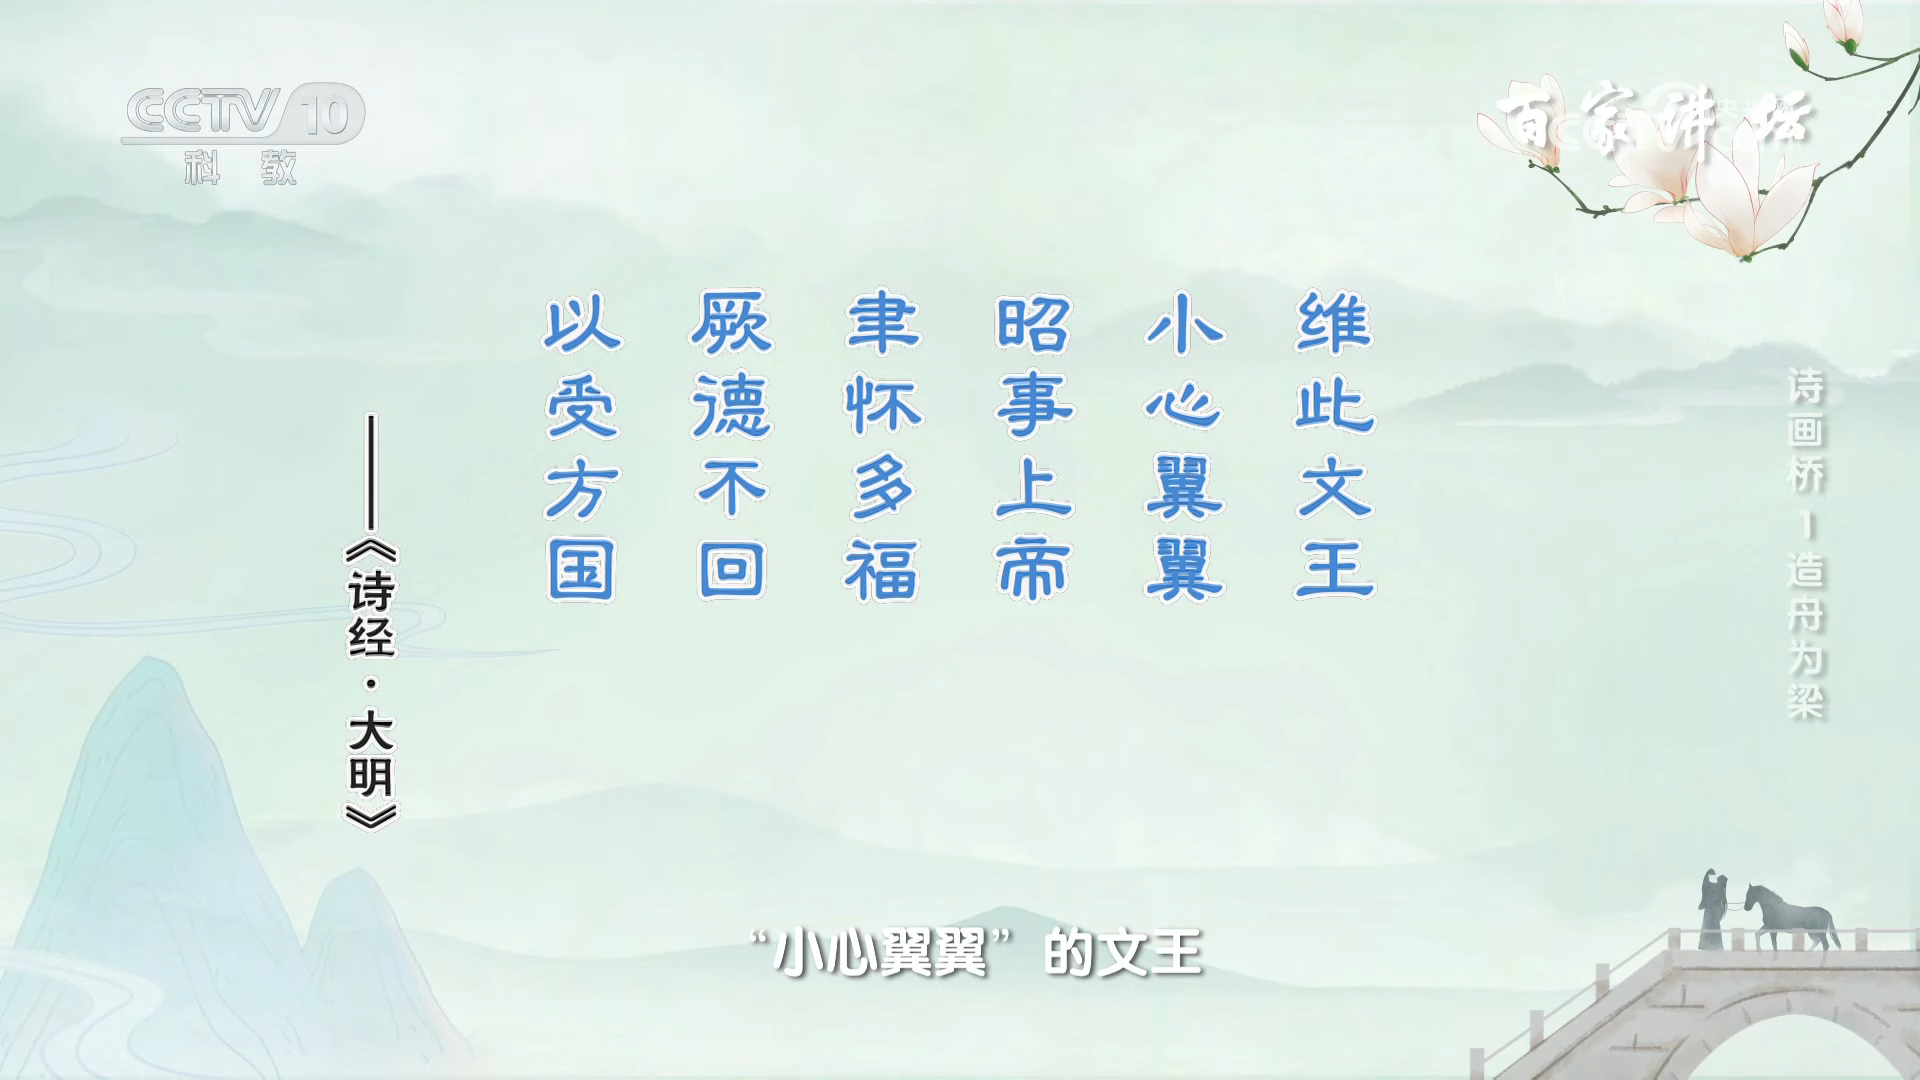 CCTV 10
科教
百家讲坛
维此文王
小心翼翼
昭事上帝
聿怀多福
厥德不回
以受方国
——《诗经·大明》
诗画桥 1 造舟为梁
“小心翼翼”的文王